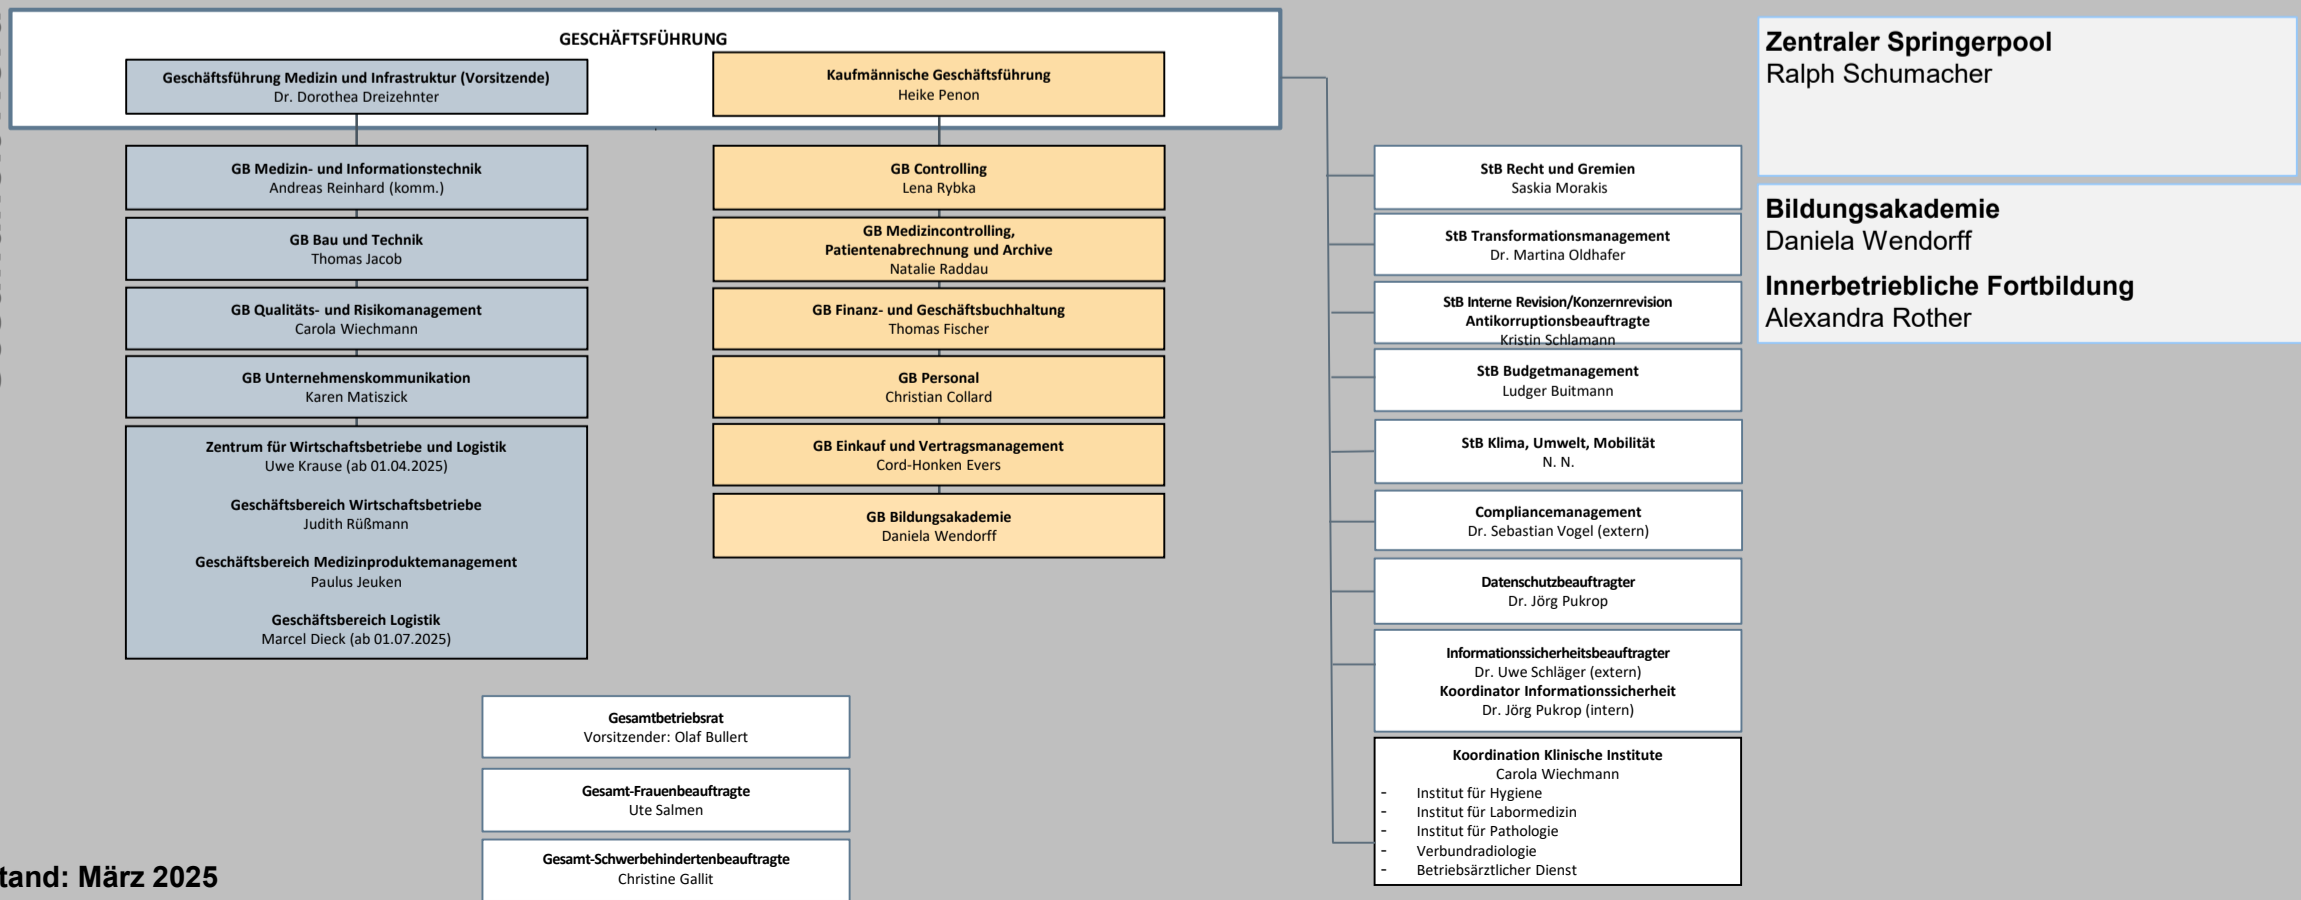 GESCHÄFTSFÜHRUNG
Geschäftsführung Medizin und Infrastruktur (Vorsitzende)
Dr. Dorothea Dreizehnter
Kaufmännische Geschäftsführung
Heike Penon
GB Medizin- und Informationstechnik
Andreas Reinhard (komm.)
GB Bau und Technik
Thomas Jacob
GB Qualitäts- und Risikomanagement
Carola Wiechmann
GB Unternehmenskommunikation
Karen Matiszick
Zentrum für Wirtschaftsbetriebe und Logistik
Uwe Krause (ab 01.04.2025)
Geschäftsbereich Wirtschaftsbetriebe
Judith Rüßmann
Geschäftsbereich Medizinproduktemanagement
Paulus Jeuken
Geschäftsbereich Logistik
Marcel Dieck (ab 01.07.2025)
GB Controlling
Lena Rybka
GB Medizincontrolling,
Patientenabrechnung und Archive
Natalie Raddau
GB Finanz- und Geschäftsbuchhaltung
Thomas Fischer
GB Personal
Christian Collard
GB Einkauf und Vertragsmanagement
Cord-Honken Evers
GB Bildungsakademie
Daniela Wendorff
StB Recht und Gremien
Saskia Morakis
StB Transformationsmanagement
Dr. Martina Oldhafer
StB Interne Revision/Konzernrevision
Antikorruptionsbeauftragte
Kristin Schlamann
StB Budgetmanagement
Ludger Buitmann
StB Klima, Umwelt, Mobilität
N. N.
Compliancemanagement
Dr. Sebastian Vogel (extern)
Datenschutzbeauftragter
Dr. Jörg Pukrop
Informationssicherheitsbeauftragter
Dr. Uwe Schläger (extern)
Koordinator Informationssicherheit
Dr. Jörg Pukrop (intern)
Koordination Klinische Institute
Carola Wiechmann
- Institut für Hygiene
- Institut für Labormedizin
- Institut für Pathologie
- Verbundradiologie
- Betriebsärztlicher Dienst
Zentraler Springerpool
Ralph Schumacher
Bildungsakademie
Daniela Wendorff
Innerbetriebliche Fortbildung
Alexandra Rother
Gesamtbetriebsrat
Vorsitzender: Olaf Bullert
Gesamt-Frauenbeauftragte
Ute Salmen
Gesamt-Schwerbehindertenbeauftragte
Christine Gallit
tand: März 2025